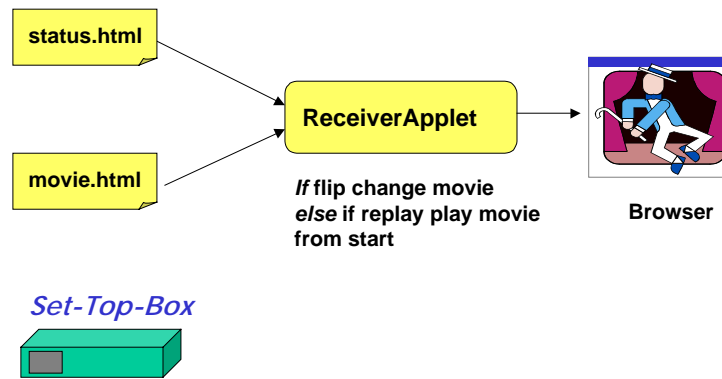 status.html
ReceiverApplet
movie.html
If flip change movie
else if replay play movie
from start
Browser
Set-Top-Box